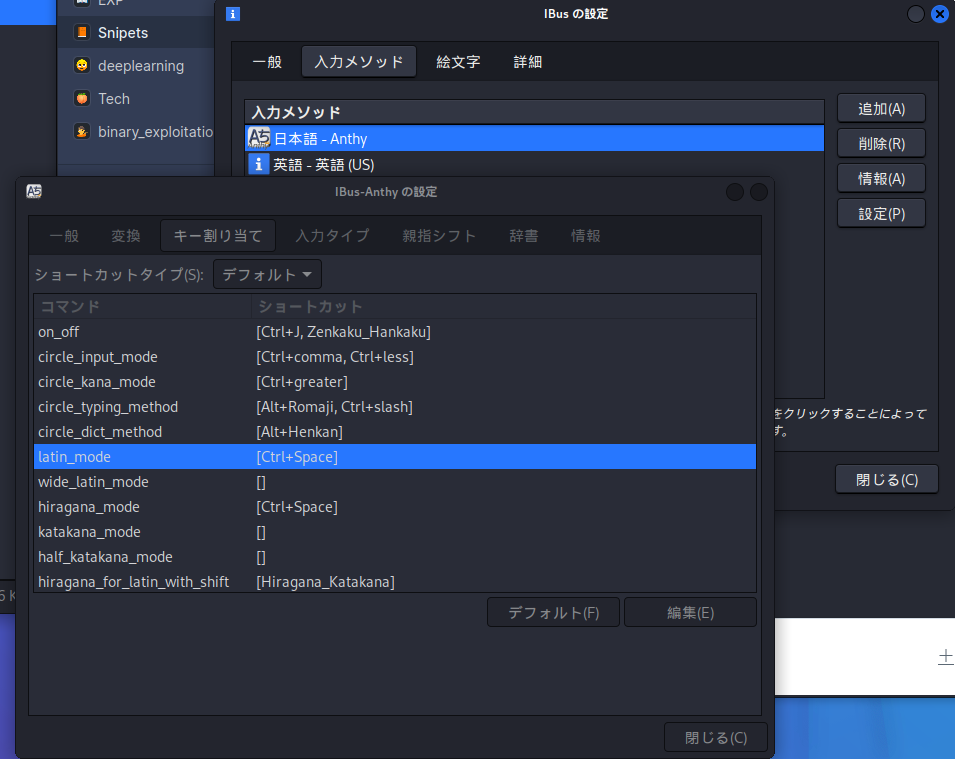 EXP
Snipets
deeplearning
Tech
binary_exploitatio
IBus の設定
一般 入力メソッド 絵文字 詳細
入力メソッド
日本語 - Anthy
英語 - 英語 (US)
追加(A)
削除(R)
情報(A)
設定(P)
をクリックすることによって
す。
閉じる(C)
IBus-Anthy の設定
一般 変換 キー割り当て 入力タイプ 親指シフト 辞書 情報
ショートカットタイプ(S): デフォルト
コマンド ショートカット
on_off [Ctrl+J, Zenkaku_Hankaku]
circle_input_mode [Ctrl+comma, Ctrl+less]
circle_kana_mode [Ctrl+greater]
circle_typing_method [Alt+Romaji, Ctrl+slash]
circle_dict_method [Alt+Henkan]
latin_mode [Ctrl+Space]
wide_latin_mode []
hiragana_mode [Ctrl+Space]
katakana_mode []
half_katakana_mode []
hiragana_for_latin_with_shift [Hiragana_Katakana]
デフォルト(F) 編集(E)
閉じる(C)